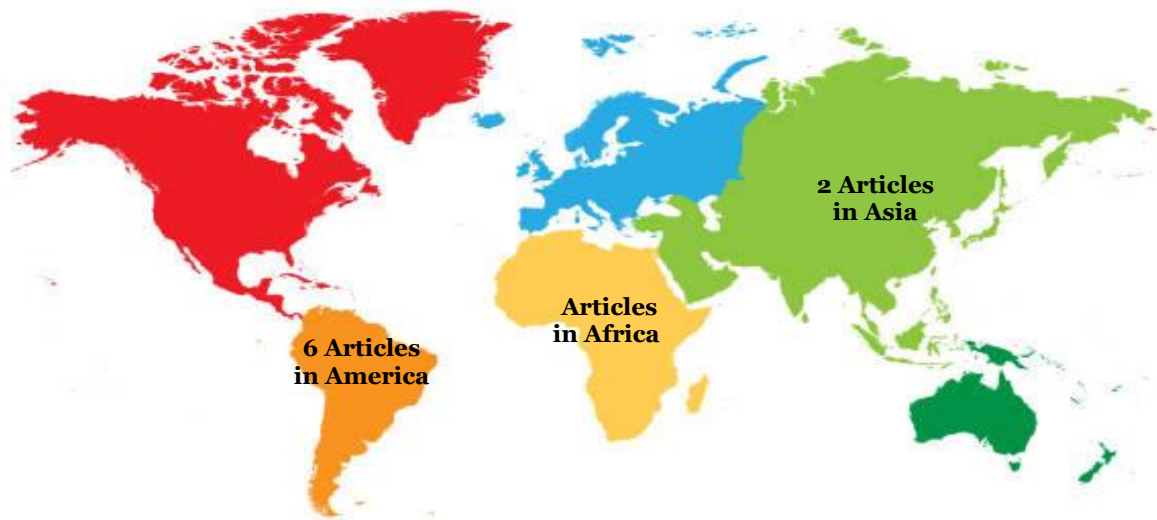 2 Articles
in Asia
Articles
in Africa
6 Articles
in America